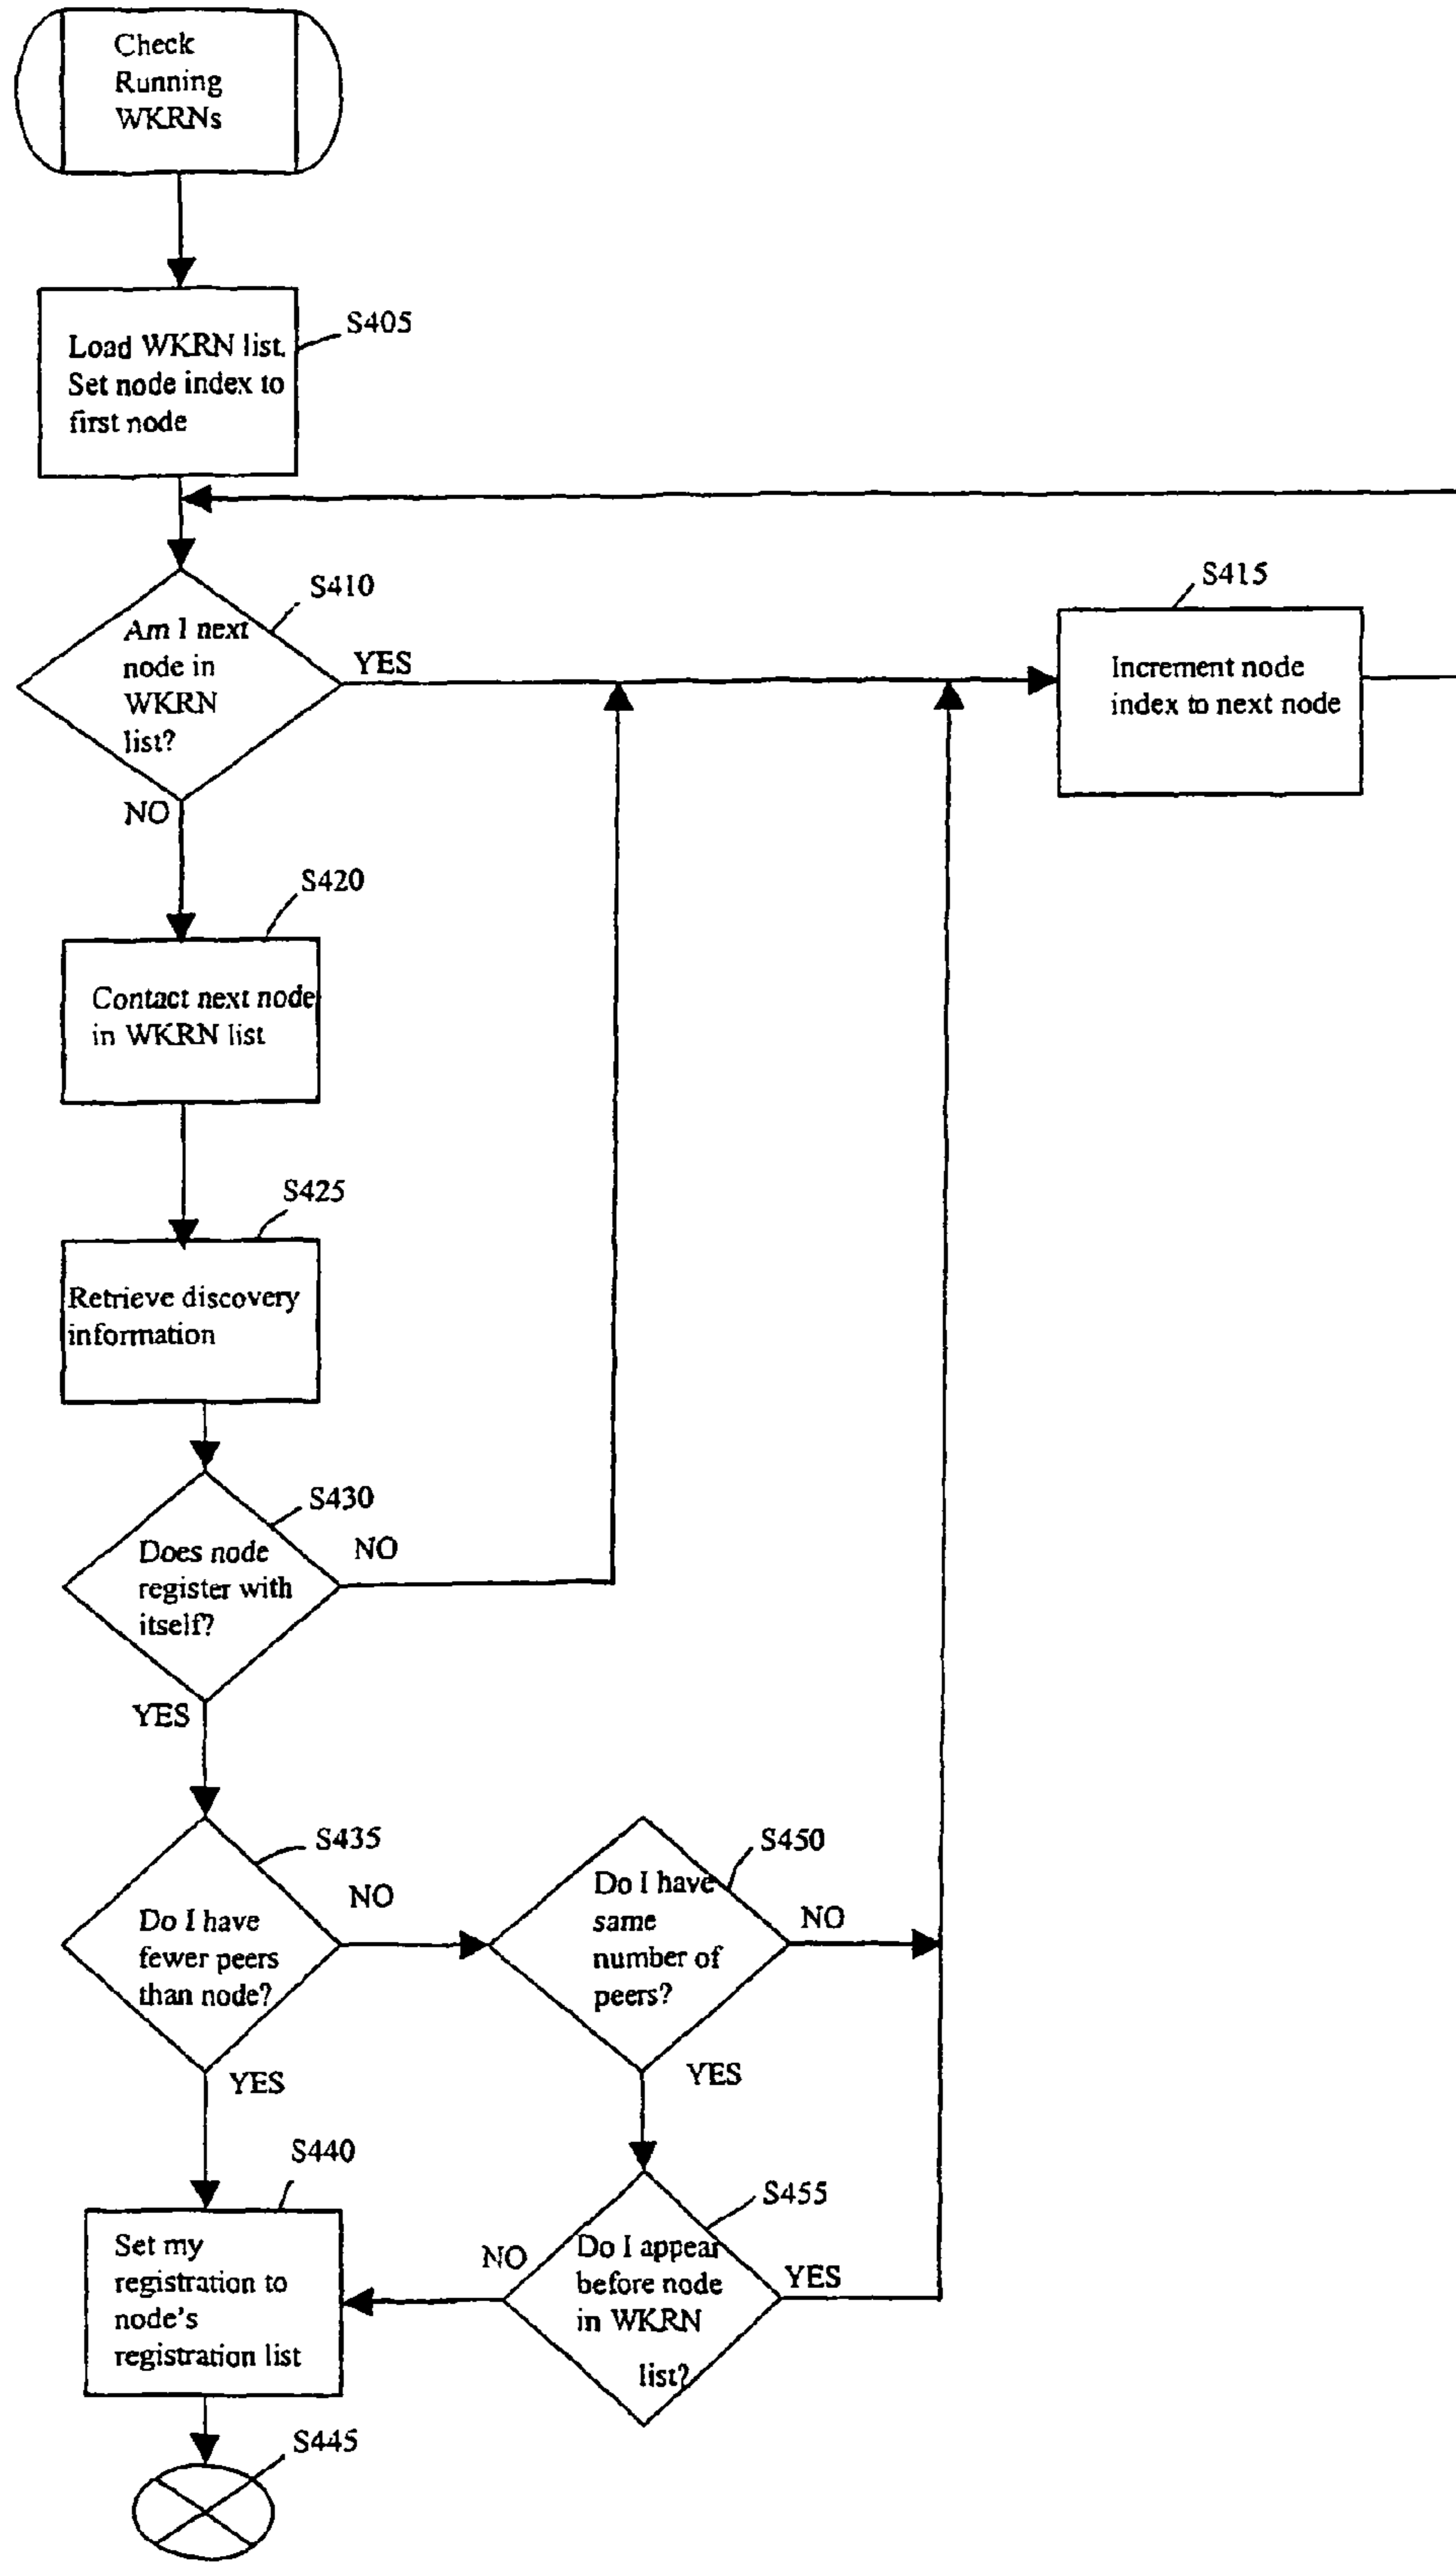 Check
Running
WKRNs
S405
Load WKRN list.
Set node index to
first node
S410
Am I next
node in
WKRN
list?
YES
NO
S415
Increment node
index to next node
S420
Contact next node
in WKRN list
S425
Retrieve discovery
information
S430
Does node
register with
itself?
NO
YES
S435
Do I have
fewer peers
than node?
NO
YES
S450
Do I have
same
number of
peers?
NO
YES
S440
Set my
registration to
node's
registration list
S455
Do I appear
before node
in WKRN
list?
NO
YES
S445